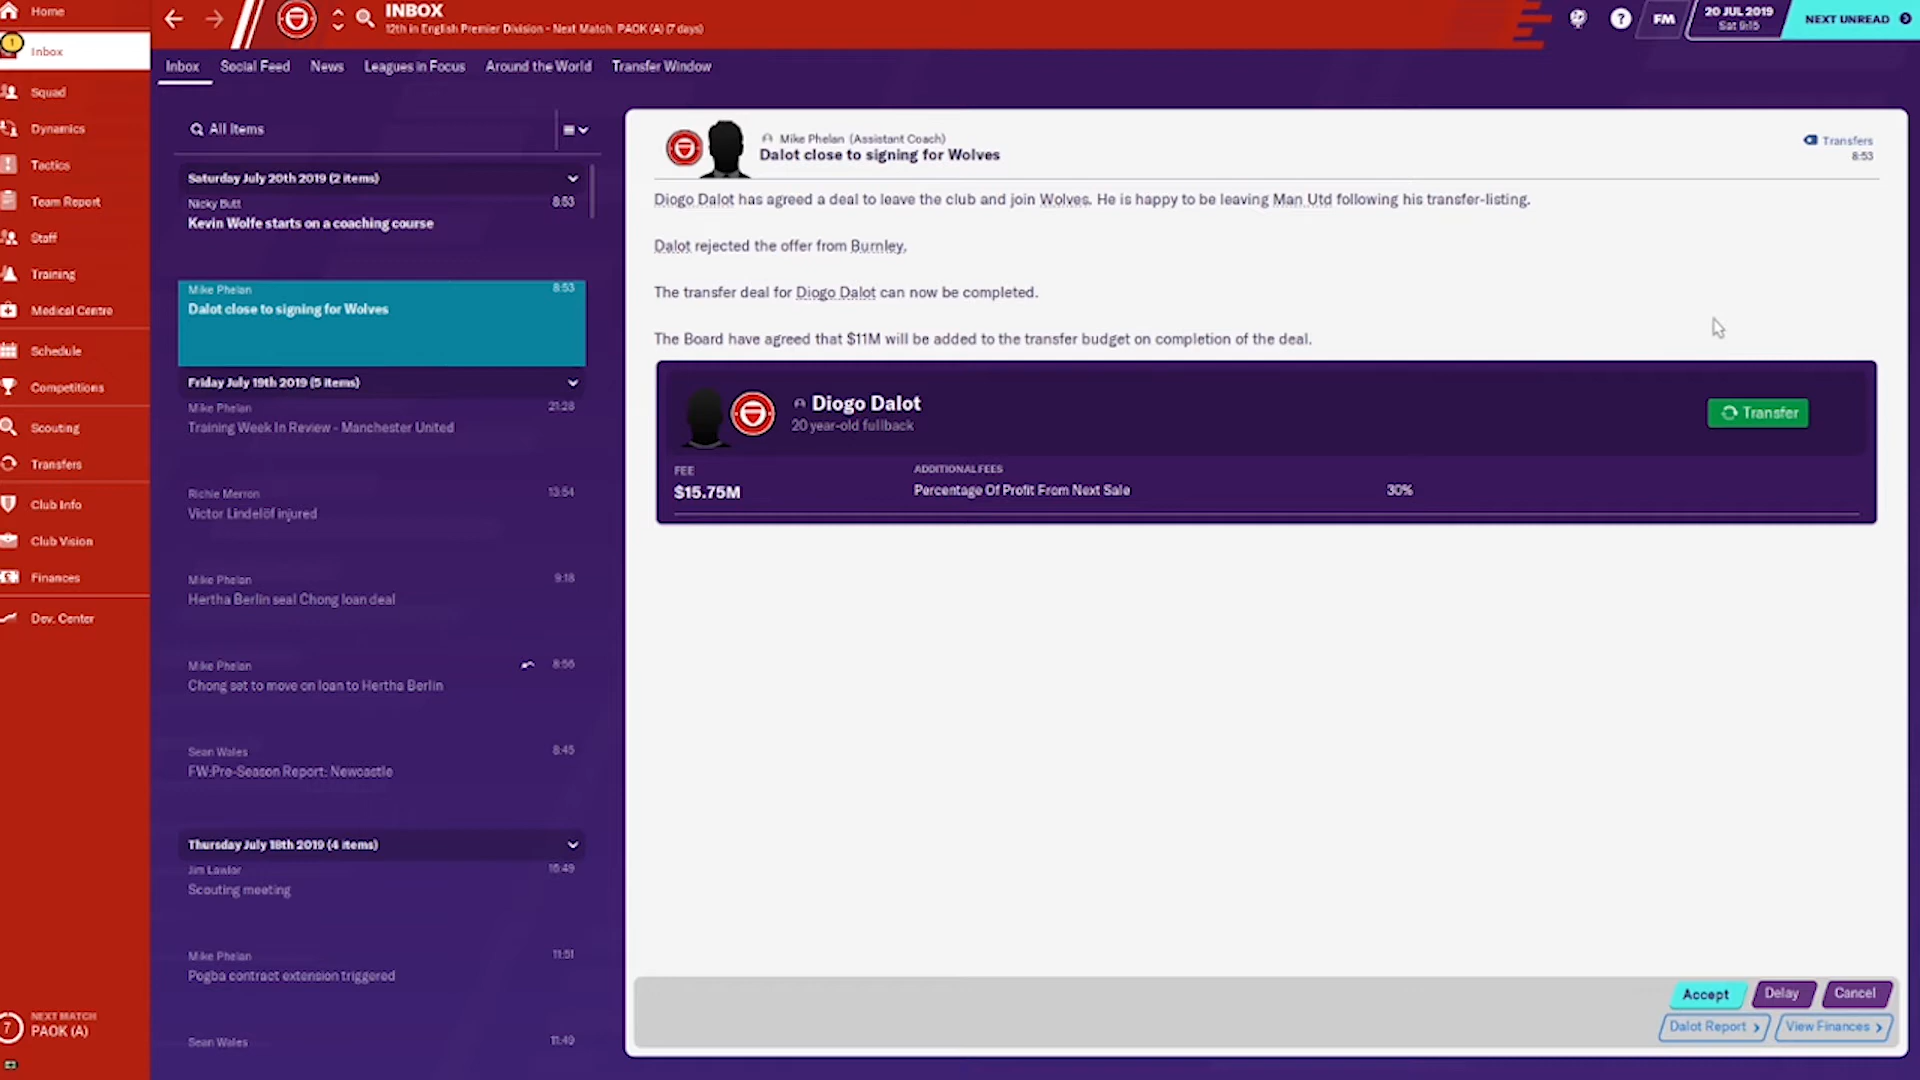 Home
Inbox
Squad
Dynamics
Tactics
Team Report
Staff
Training
Medical Centre
Schedule
Competitions
Scouting
Transfers
Club Info
Club Vision
Finances
Dev. Center
7
NEXT MATCH
PAOK (A)
INBOX
12th in English Premier Division - Next Match: PAOK (A) (7 days)
?
FM
20 JUL 2019
Sat 9:15
NEXT UNREAD
Inbox Social Feed News Leagues in Focus Around the World Transfer Window
All Items
Saturday July 20th 2019 (2 items)
Nicky Butt 8:53
Kevin Wolfe starts on a coaching course
Mike Phelan 8:53
Dalot close to signing for Wolves
Friday July 19th 2019 (5 items)
Mike Phelan 21:28
Training Week In Review - Manchester United
Richie Merron 13:54
Victor Lindelöf injured
Mike Phelan 9:18
Hertha Berlin seal Chong loan deal
Mike Phelan 8:56
Chong set to move on loan to Hertha Berlin
Sean Wales 8:45
FW:Pre-Season Report: Newcastle
Thursday July 18th 2019 (4 items)
Jim Lawlor 16:49
Scouting meeting
Mike Phelan 11:51
Pogba contract extension triggered
Sean Wales 11:49
Mike Phelan (Assistant Coach)
Dalot close to signing for Wolves
Transfers
8:53
Diogo Dalot has agreed a deal to leave the club and join Wolves. He is happy to be leaving Man Utd following his transfer-listing.
Dalot rejected the offer from Burnley.
The transfer deal for Diogo Dalot can now be completed.
The Board have agreed that $11M will be added to the transfer budget on completion of the deal.
Diogo Dalot
20 year-old fullback
Transfer
FEE
$15.75M
ADDITIONAL FEES
Percentage Of Profit From Next Sale 30%
Accept Delay Cancel
Dalot Report View Finances